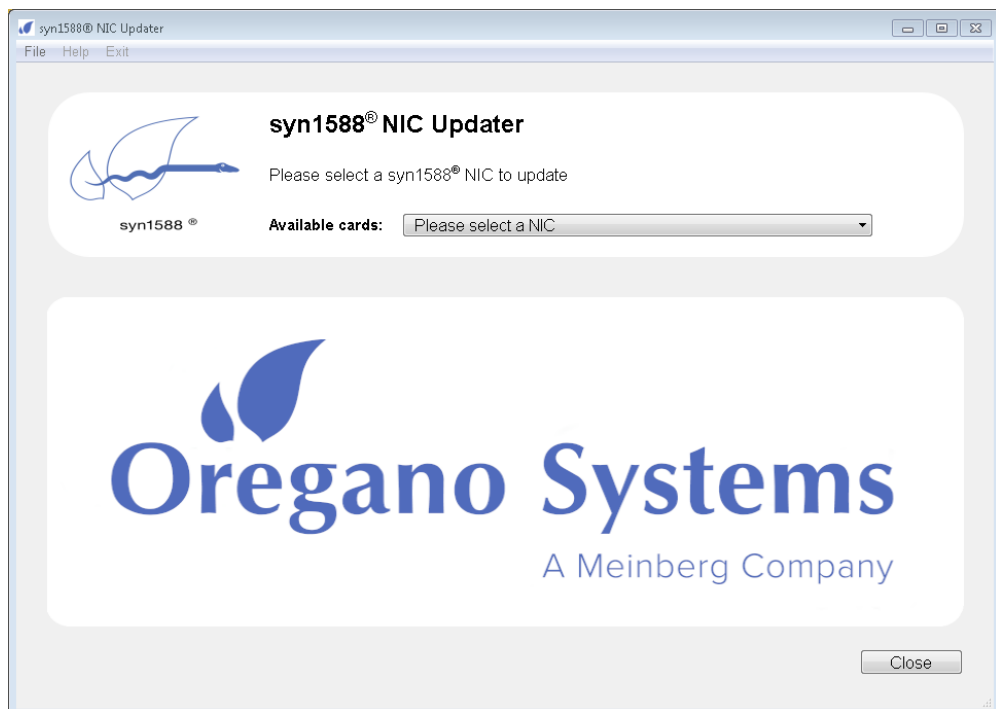 syn1588® NIC Updater
File Help Exit
syn1588® NIC Updater
Please select a syn1588® NIC to update
syn1588 ®
Available cards: Please select a NIC
Oregano Systems
A Meinberg Company
Close